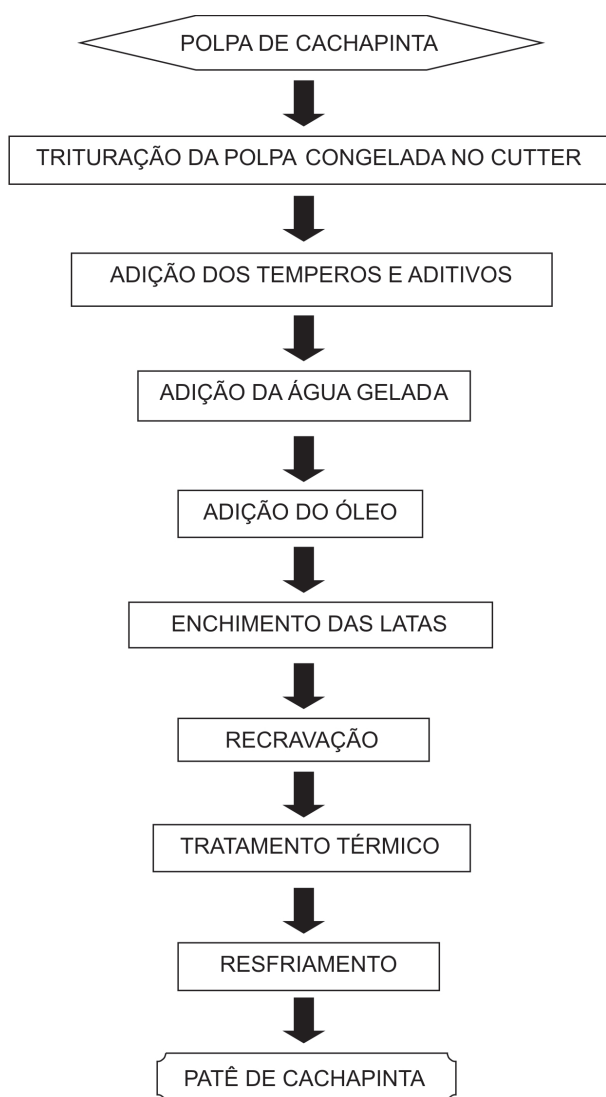 POLPA DE CACHAPINTA
TRITURAÇÃO DA POLPA CONGELADA NO CUTTER
ADIÇÃO DOS TEMPEROS E ADITIVOS
ADIÇÃO DA ÁGUA GELADA
ADIÇÃO DO ÓLEO
ENCHIMENTO DAS LATAS
RECRAVAÇÃO
TRATAMENTO TÉRMICO
RESFRIAMENTO
PATÊ DE CACHAPINTA